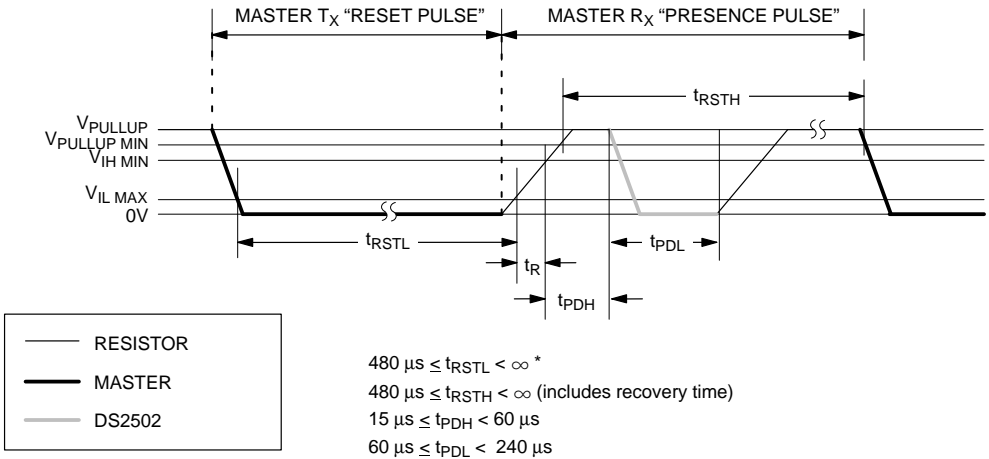 MASTER TX “RESET PULSE” MASTER RX “PRESENCE PULSE”
tRSTH
VPULLUP
VPULLUP MIN
VIH MIN
VIL MAX
0V
tRSTL
tPDL
tR
tPDH
RESISTOR
MASTER
DS2502
480 μs ≤ tRSTL < ∞ *
480 μs ≤ tRSTH < ∞ (includes recovery time)
15 μs ≤ tPDH < 60 μs
60 μs ≤ tPDL < 240 μs